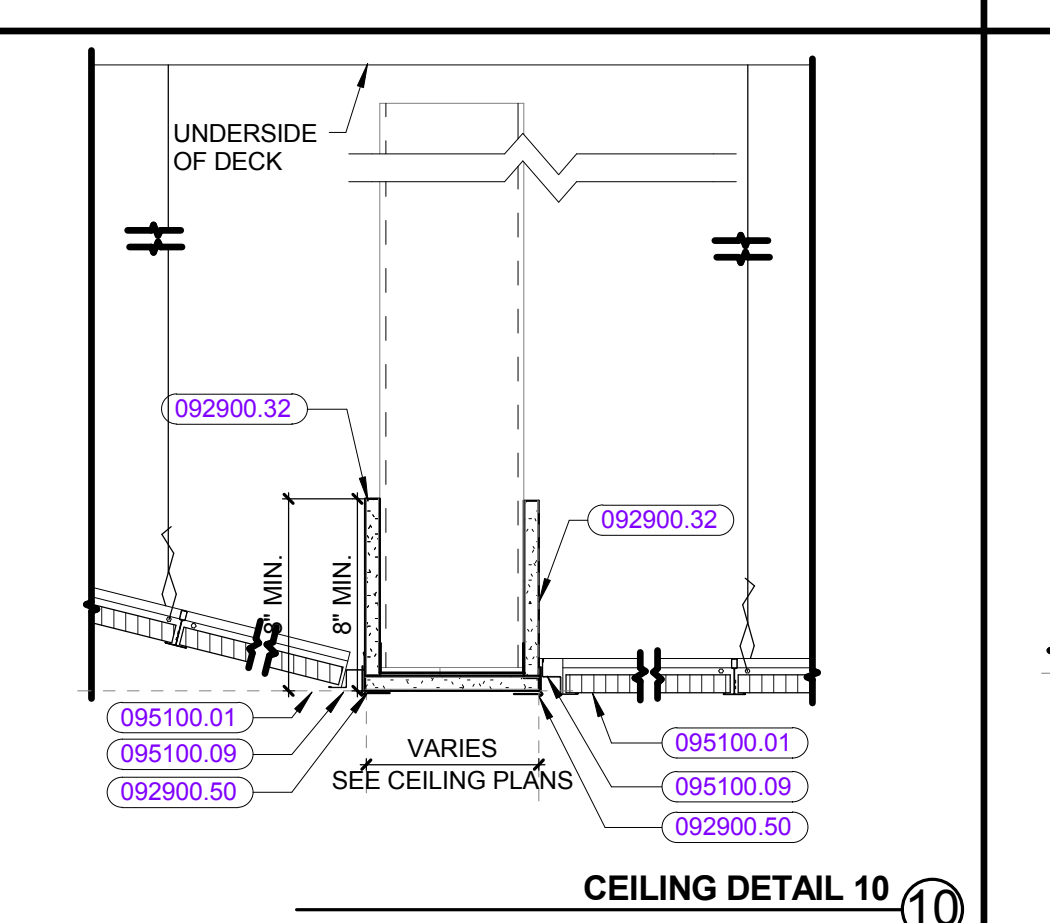 UNDERSIDE
OF DECK
092900.32
092900.32
8" MIN.
8" MIN.
095100.01
095100.09
092900.50
VARIES
SEE CEILING PLANS
095100.01
095100.09
092900.50
CEILING DETAIL 10
10